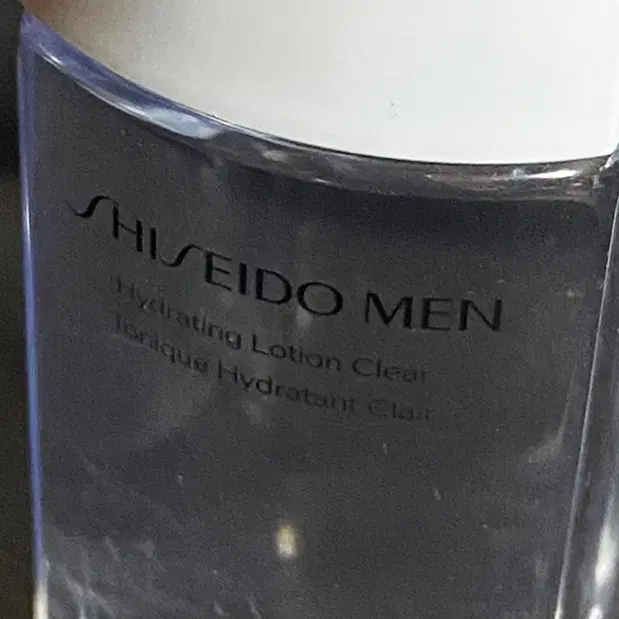 SHISEIDO MEN
Hydrating Lotion Clear
Tonique Hydratant Clair